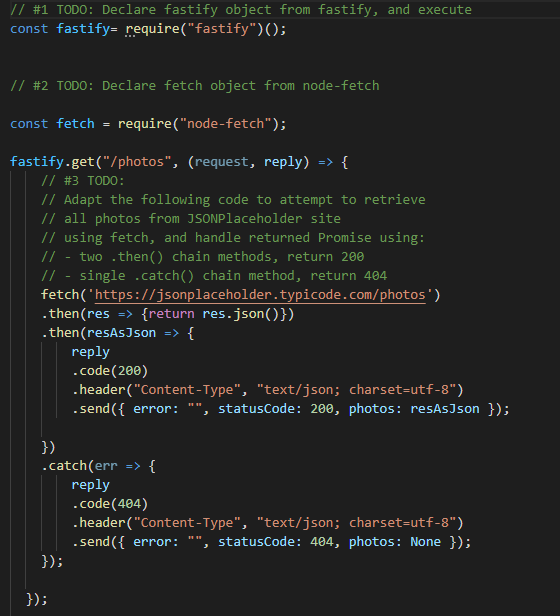 // #1 TODO: Declare fastify object from fastify, and execute
const fastify= require("fastify")();
// #2 TODO: Declare fetch object from node-fetch
const fetch = require("node-fetch");
fastify.get("/photos", (request, reply) => {
// #3 TODO:
// Adapt the following code to attempt to retrieve
// all photos from JSONPlaceholder site
// using fetch, and handle returned Promise using:
// - two .then() chain methods, return 200
// - single .catch() chain method, return 404
fetch('https://jsonplaceholder.typicode.com/photos')
.then(res => {return res.json()})
.then(resAsJson => {
reply
.code(200)
.header("Content-Type", "text/json; charset=utf-8")
.send({ error: "", statusCode: 200, photos: resAsJson });
})
.catch(err => {
reply
.code(404)
.header("Content-Type", "text/json; charset=utf-8")
.send({ error: "", statusCode: 404, photos: None });
});
});